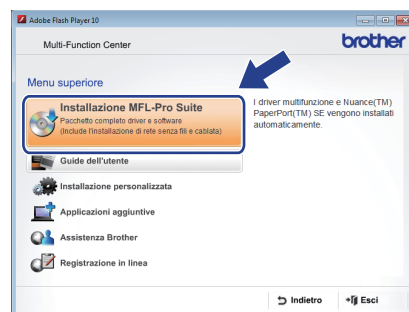 Adobe Flash Player 10
Multi-Function Center
brother
Menu superiore
Installazione MFL-Pro Suite
Pacchetto completo driver e software
(Include l'installazione di rete senza fili e cablata)
I driver multifunzione e Nuance(TM)
PaperPort(TM) SE vengono installati
automaticamente.
Guide dell'utente
Installazione personalizzata
Applicazioni aggiuntive
Assistenza Brother
Registrazione in linea
Indietro
Esci